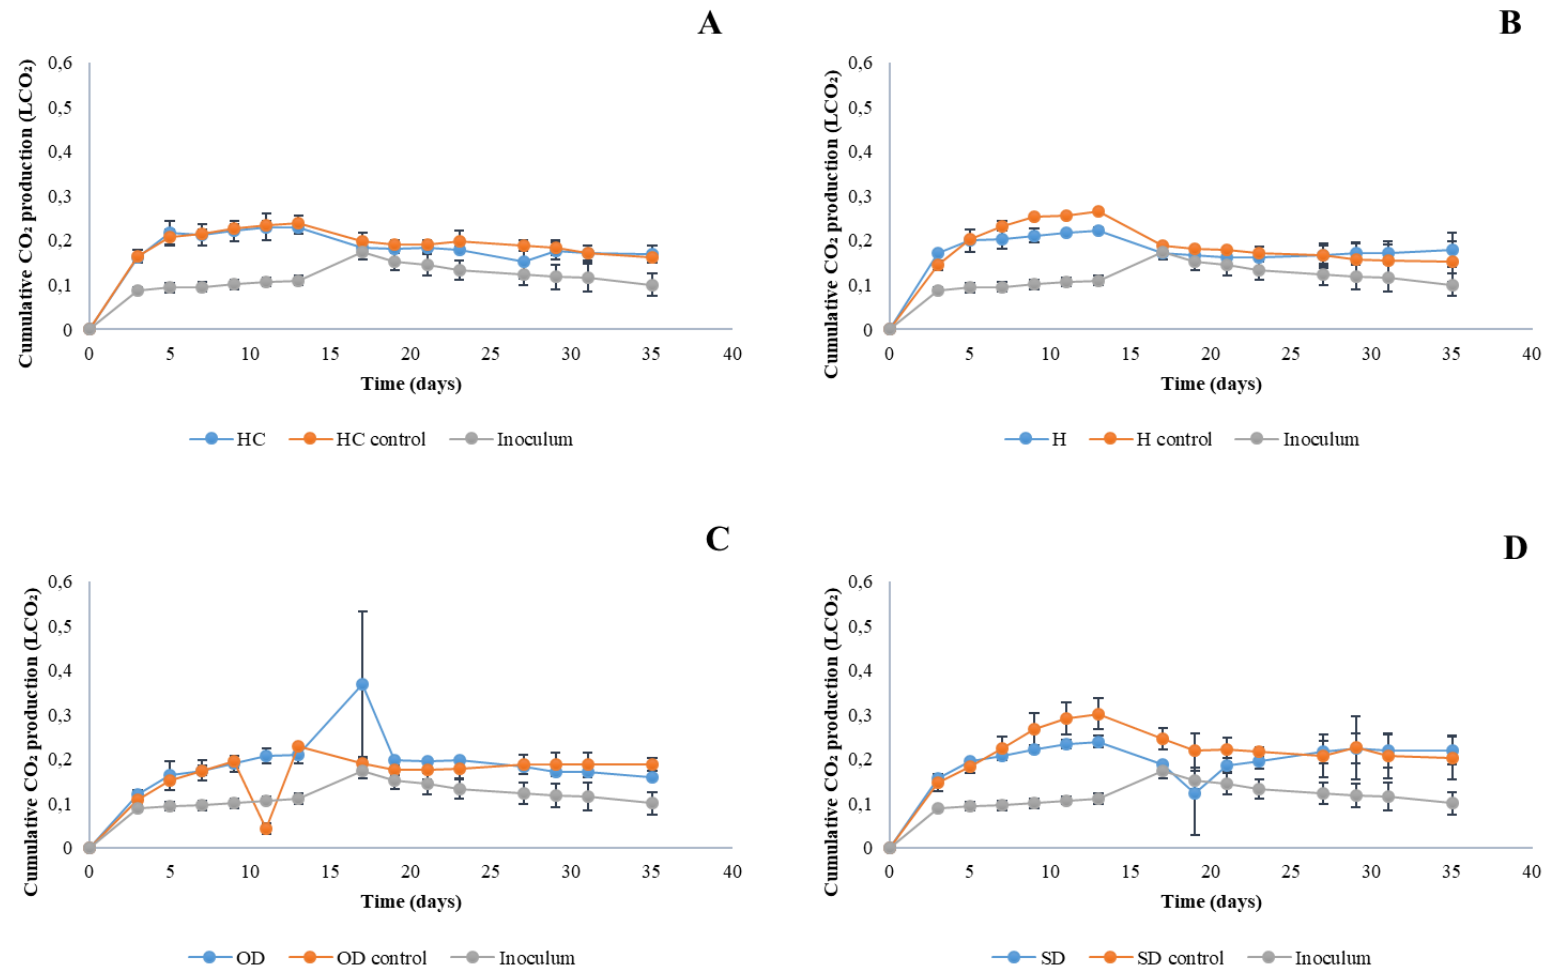 A
Cumulative CO₂ production (LCO₂)
0,6
0,5
0,4
0,3
0,2
0,1
0
0 5 10 15 20 25 30 35 40
Time (days)
HC HC control Inoculum
B
Cumulative CO₂ production (LCO₂)
0,6
0,5
0,4
0,3
0,2
0,1
0
0 5 10 15 20 25 30 35 40
Time (days)
H H control Inoculum
C
Cumulative CO₂ production (LCO₂)
0,6
0,5
0,4
0,3
0,2
0,1
0
0 5 10 15 20 25 30 35 40
Time (days)
OD OD control Inoculum
D
Cumulative CO₂ production (LCO₂)
0,6
0,5
0,4
0,3
0,2
0,1
0
0 5 10 15 20 25 30 35 40
Time (days)
SD SD control Inoculum